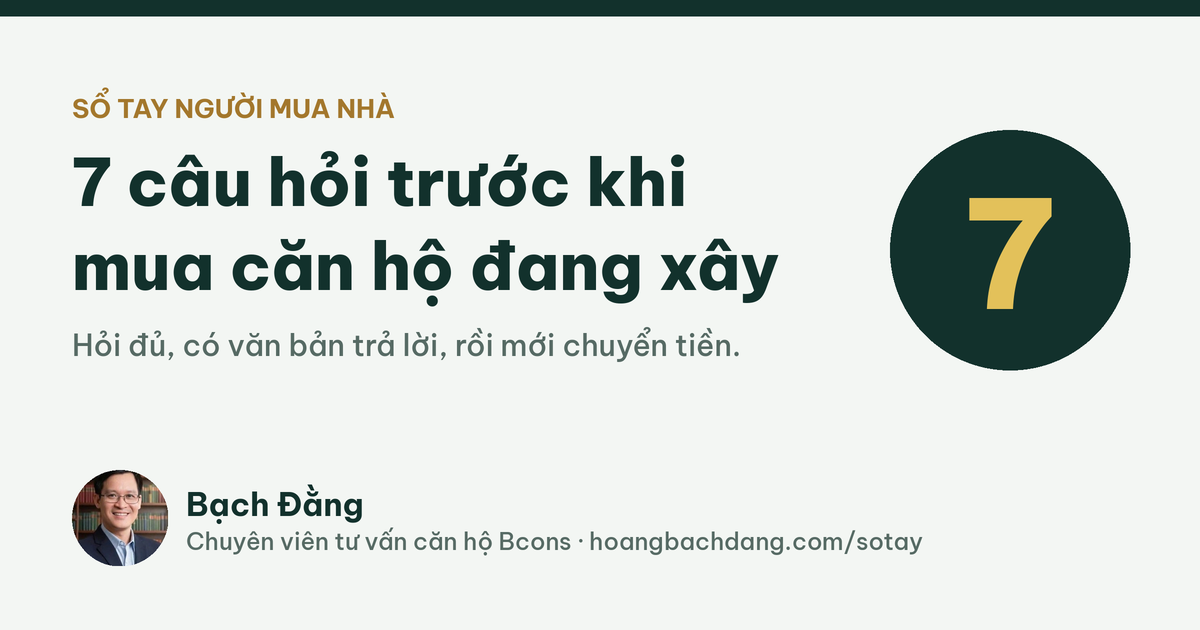 SỔ TAY NGƯỜI MUA NHÀ
7 câu hỏi trước khi
mua căn hộ đang xây
Hỏi đủ, có văn bản trả lời, rồi mới chuyển tiền.
7
Bạch Đằng
Chuyên viên tư vấn căn hộ Bcons · hoangbachdang.com/sotay